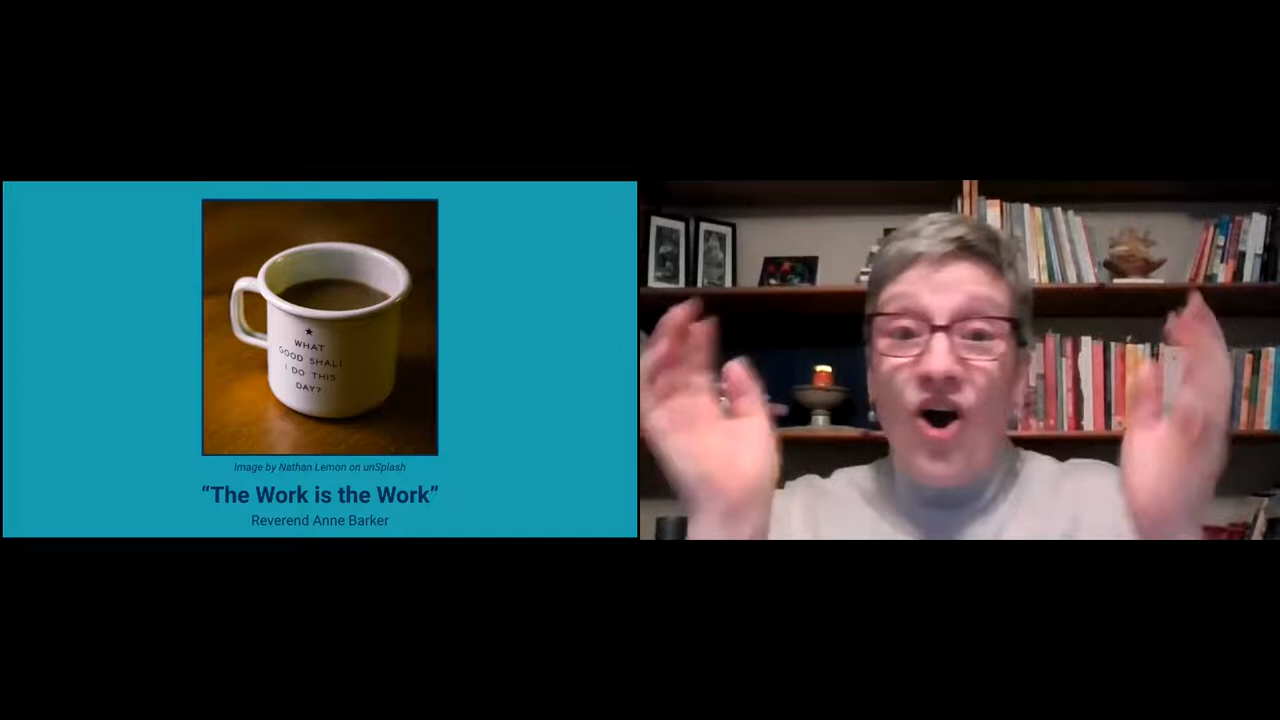 WHAT
GOOD SHALL
I DO THIS
DAY?
Image by Nathan Lemon on unSplash
“The Work is the Work”
Reverend Anne Barker